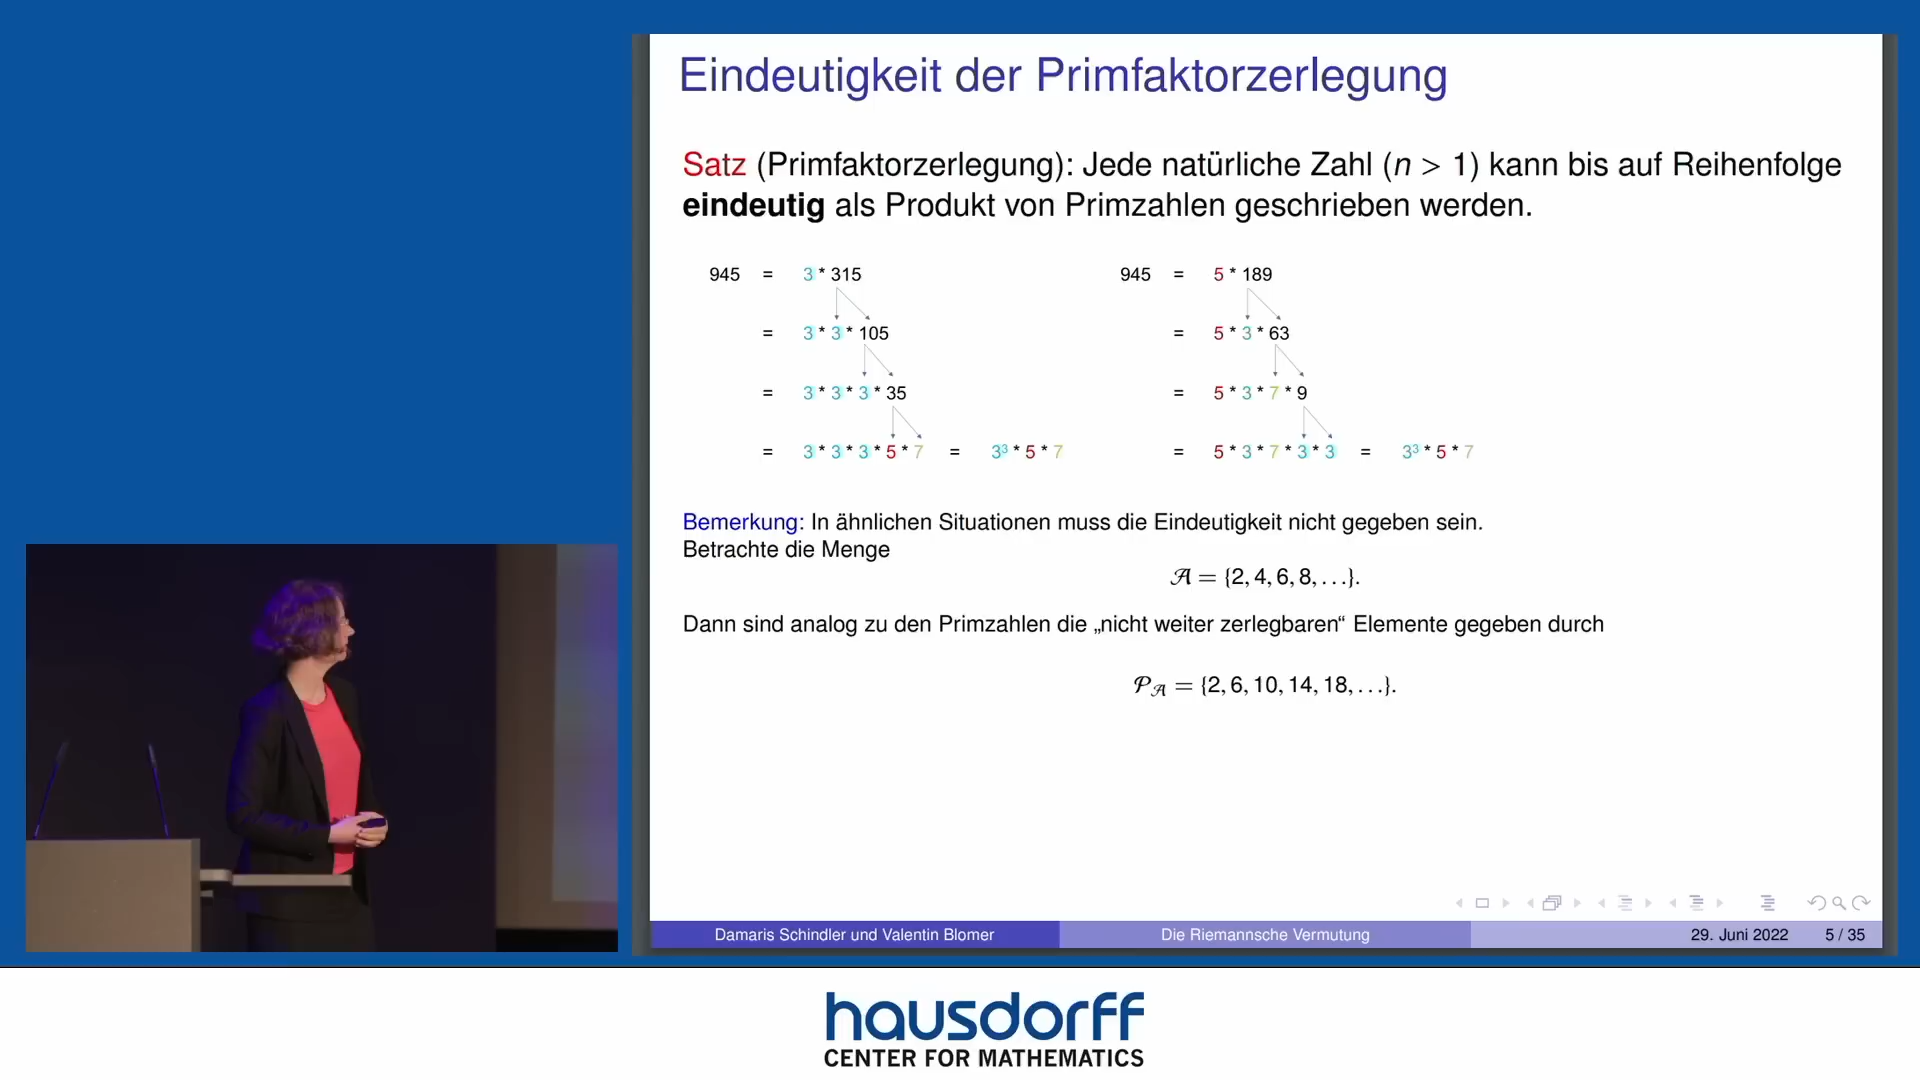 Eindeutigkeit der Primfaktorzerlegung
Satz (Primfaktorzerlegung): Jede natürliche Zahl (n > 1) kann bis auf Reihenfolge
eindeutig als Produkt von Primzahlen geschrieben werden.
945 = 3 * 315
= 3 * 3 * 105
= 3 * 3 * 3 * 35
= 3 * 3 * 3 * 5 * 7 = 3³ * 5 * 7
945 = 5 * 189
= 5 * 3 * 63
= 5 * 3 * 7 * 9
= 5 * 3 * 7 * 3 * 3 = 3³ * 5 * 7
Bemerkung: In ähnlichen Situationen muss die Eindeutigkeit nicht gegeben sein.
Betrachte die Menge
𝒜 = {2, 4, 6, 8, . . .}.
Dann sind analog zu den Primzahlen die „nicht weiter zerlegbaren“ Elemente gegeben durch
𝒫_𝒜 = {2, 6, 10, 14, 18, . . .}.
Damaris Schindler und Valentin Blomer Die Riemannsche Vermutung 29. Juni 2022 5 / 35
hausdorff
CENTER FOR MATHEMATICS